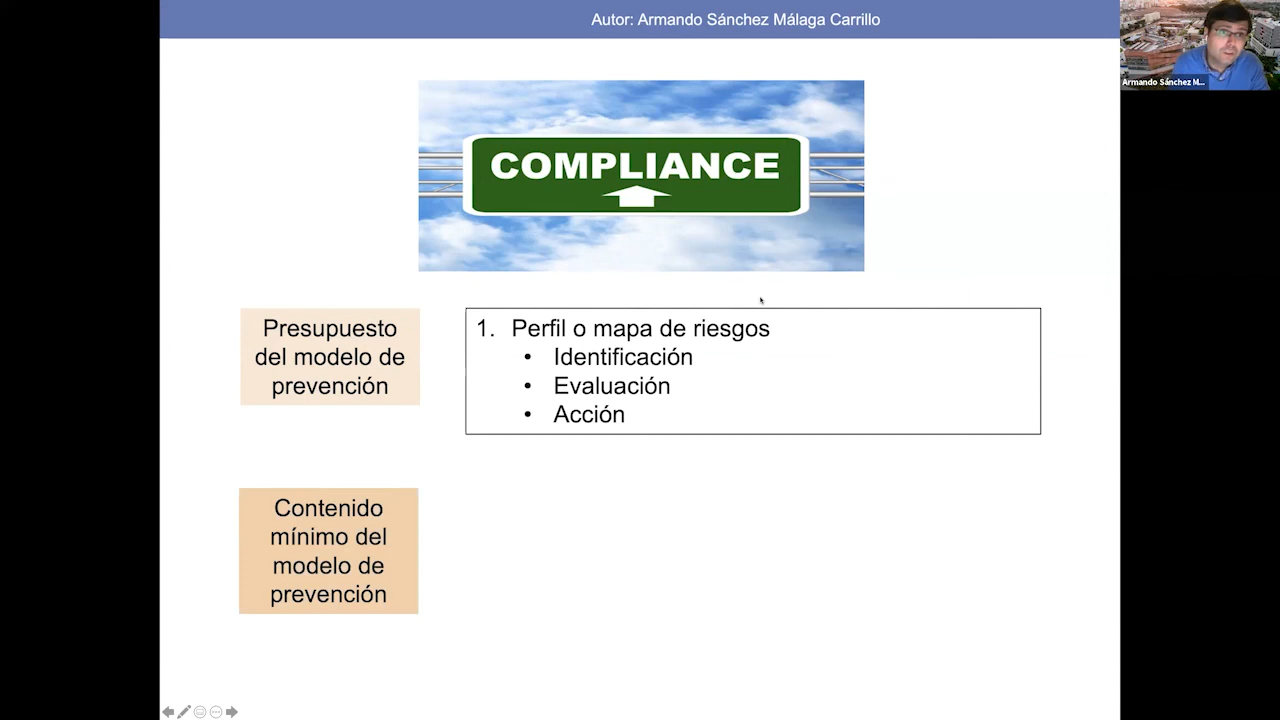 Autor: Armando Sánchez Málaga Carrillo
Armando Sánchez M...
COMPLIANCE
Presupuesto
del modelo de
prevención
1. Perfil o mapa de riesgos
• Identificación
• Evaluación
• Acción
Contenido
mínimo del
modelo de
prevención